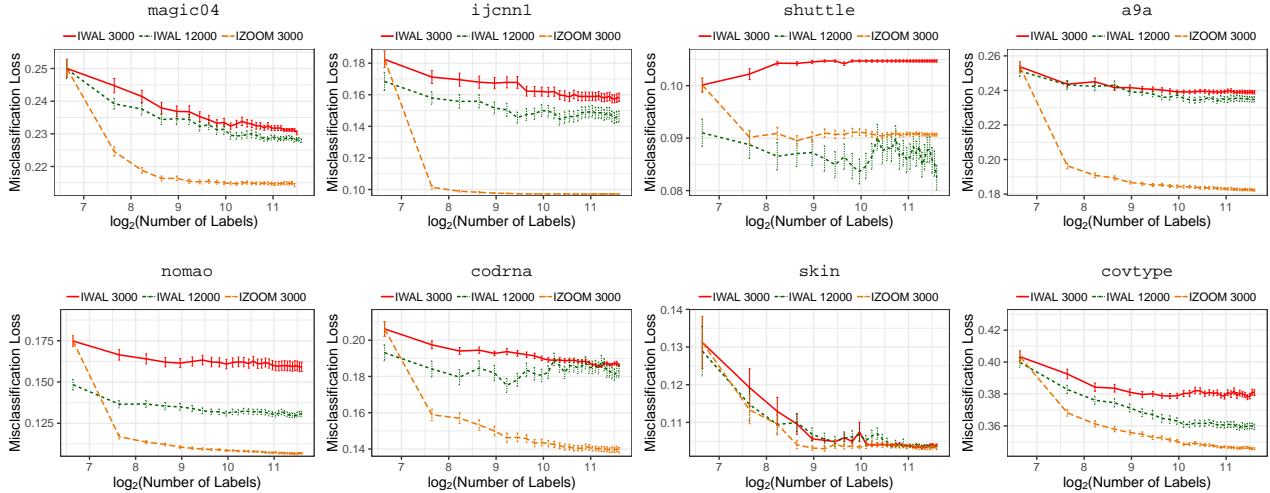 magic04
IWAL 3000 IWAL 12000 IZOOM 3000
Misclassification Loss
0.25
0.24
0.23
0.22
7 8 9 10 11
log₂(Number of Labels)
ijcnn1
IWAL 3000 IWAL 12000 IZOOM 3000
Misclassification Loss
0.18
0.16
0.14
0.12
0.10
7 8 9 10 11
log₂(Number of Labels)
shuttle
IWAL 3000 IWAL 12000 IZOOM 3000
Misclassification Loss
0.10
0.09
0.08
7 8 9 10 11
log₂(Number of Labels)
a9a
IWAL 3000 IWAL 12000 IZOOM 3000
Misclassification Loss
0.26
0.24
0.22
0.20
0.18
7 8 9 10 11
log₂(Number of Labels)
nomao
IWAL 3000 IWAL 12000 IZOOM 3000
Misclassification Loss
0.175
0.150
0.125
7 8 9 10 11
log₂(Number of Labels)
codrna
IWAL 3000 IWAL 12000 IZOOM 3000
Misclassification Loss
0.20
0.18
0.16
0.14
7 8 9 10 11
log₂(Number of Labels)
skin
IWAL 3000 IWAL 12000 IZOOM 3000
Misclassification Loss
0.14
0.13
0.12
0.11
7 8 9 10 11
log₂(Number of Labels)
covtype
IWAL 3000 IWAL 12000 IZOOM 3000
Misclassification Loss
0.42
0.40
0.38
0.36
7 8 9 10 11
log₂(Number of Labels)